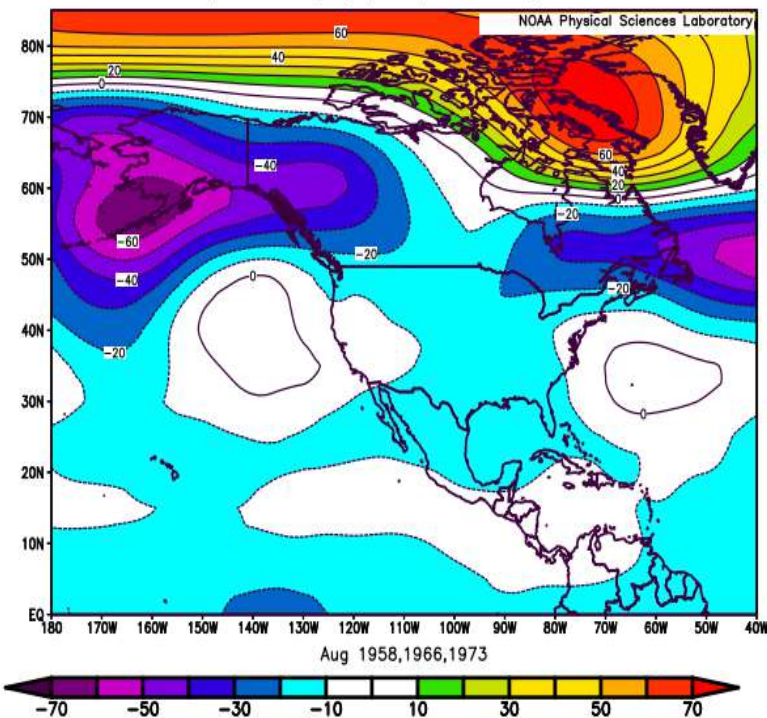 NOAA Physical Sciences Laboratory
80N
70N
60N
50N
40N
30N
20N
10N
EQ
60
40
20
0
-40
-60
-40
-20
-20
0
60
40
20
0
-20
-20
0
180 170W 160W 150W 140W 130W 120W 110W 100W 90W 80W 70W 60W 50W 40W
Aug 1958,1966,1973
-70 -50 -30 -10 10 30 50 70